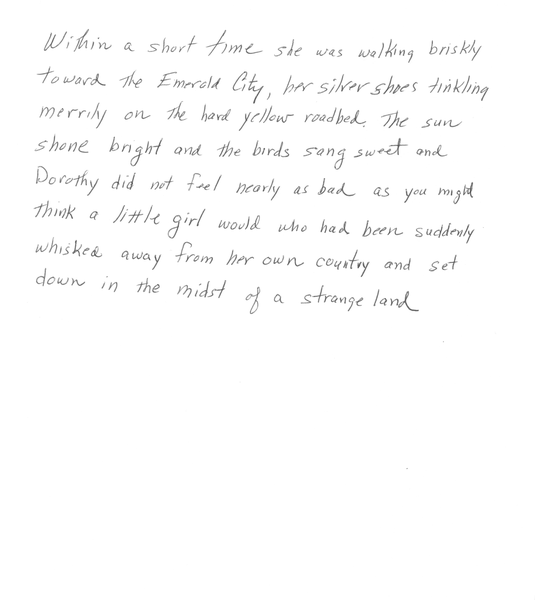 Within a short time she was walking briskly
toward the Emerald City, her silver shoes tinkling
merrily on the hard yellow roadbed. The sun
shone bright and the birds sang sweet and
Dorothy did not feel nearly as bad as you might
think a little girl would who had been suddenly
whisked away from her own country and set
down in the midst of a strange land